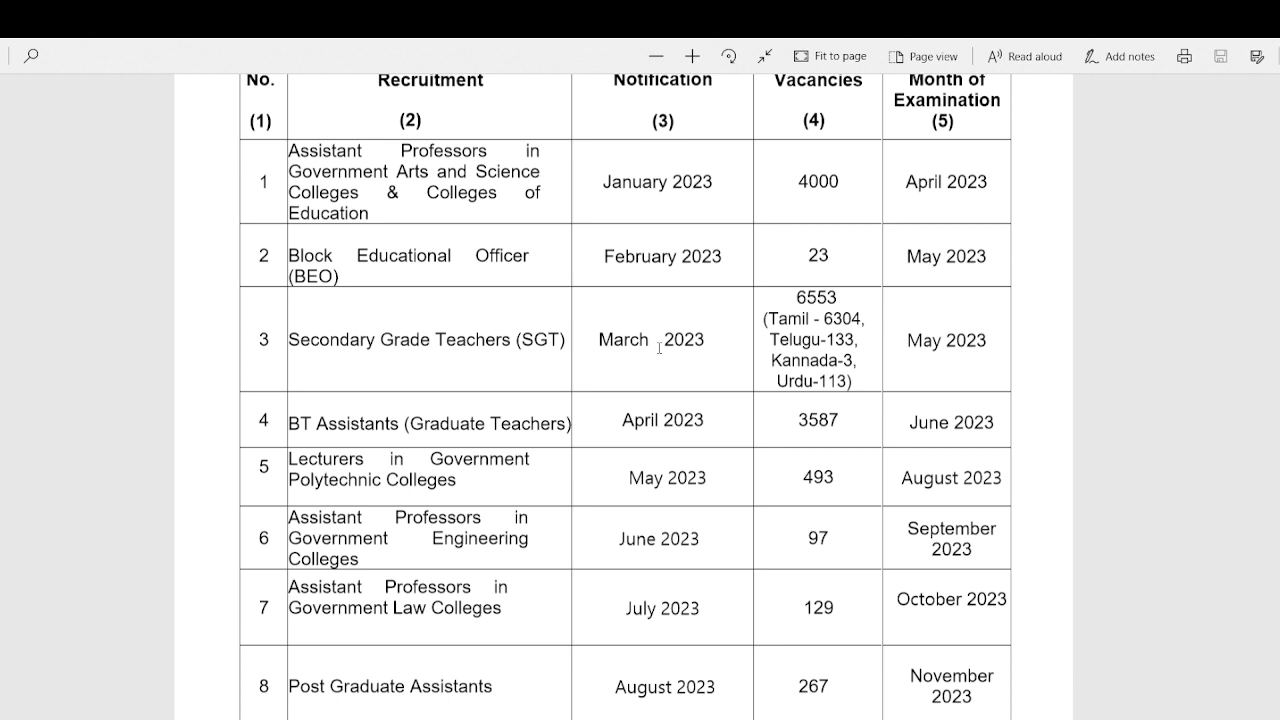 Fit to page
Page view
Read aloud
Add notes
No. Recruitment Notification Vacancies Month of
Examination
(1) (2) (3) (4) (5)
1 Assistant Professors in
Government Arts and Science
Colleges & Colleges of
Education
January 2023
4000
April 2023
2 Block Educational Officer
(BEO)
February 2023
23
May 2023
3 Secondary Grade Teachers (SGT)
March 2023
6553
(Tamil - 6304,
Telugu-133,
Kannada-3,
Urdu-113)
May 2023
4 BT Assistants (Graduate Teachers)
April 2023
3587
June 2023
5 Lecturers in Government
Polytechnic Colleges
May 2023
493
August 2023
6 Assistant Professors in
Government Engineering
Colleges
June 2023
97
September
2023
7 Assistant Professors in
Government Law Colleges
July 2023
129
October 2023
8 Post Graduate Assistants
August 2023
267
November
2023